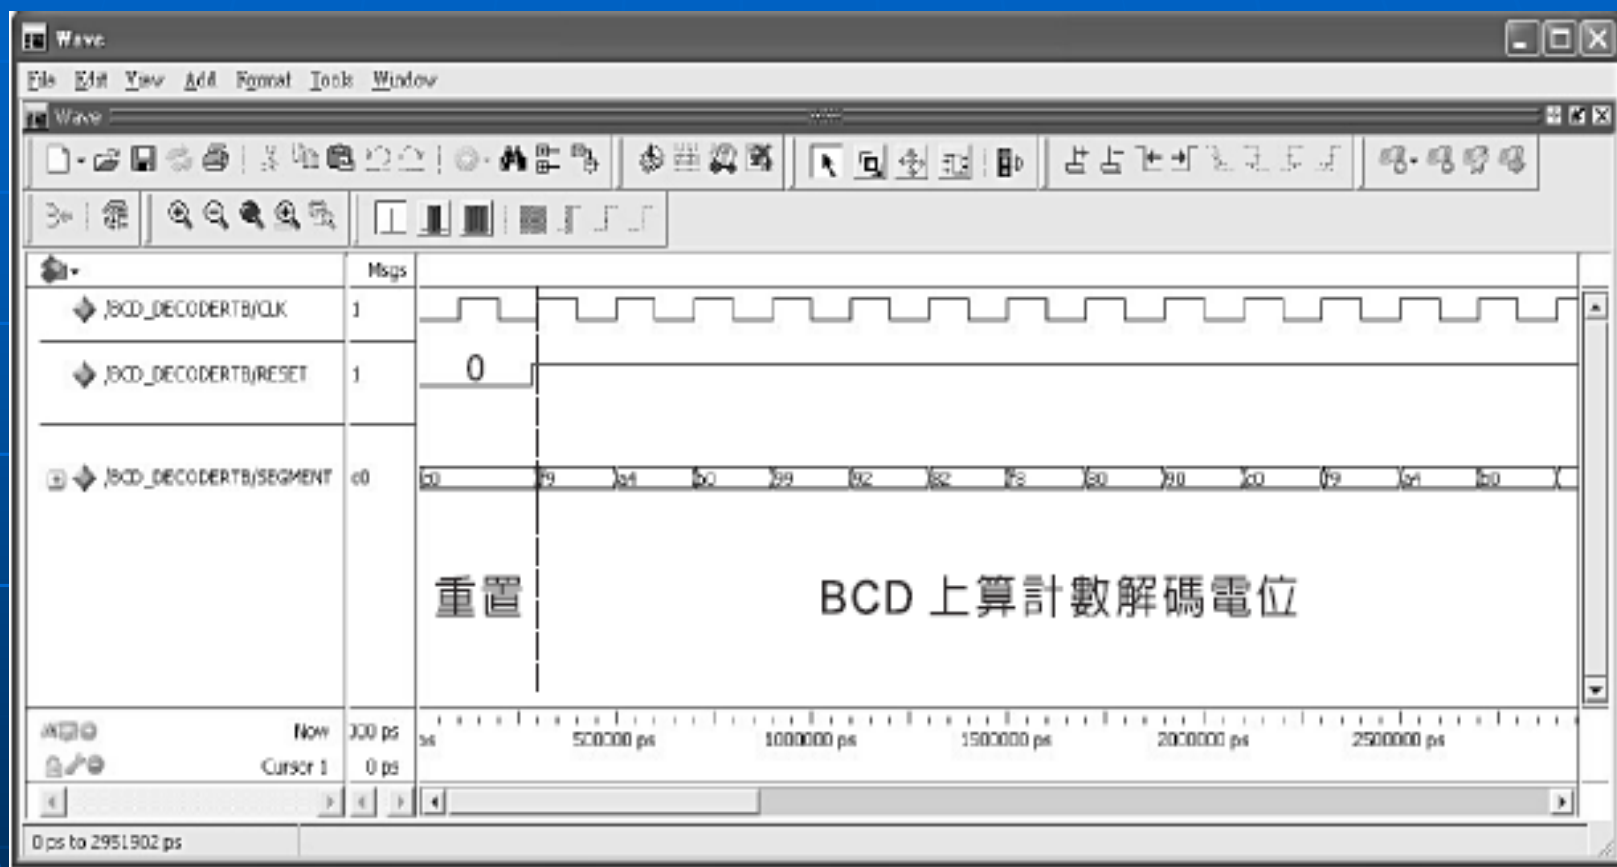 Wave
File Edit View Add Format Tools Window
Wave
Msgs
/BCD_DECODERTB/CLK 1
/BCD_DECODERTB/RESET 1 0
/BCD_DECODERTB/SEGMENT c0 c0 f9 a4 b0 99 92 82 f8 80 90 c0 f9 a4 b0
重置 BCD 上算計數解碼電位
Now 000 ps ps 500000 ps 1000000 ps 1500000 ps 2000000 ps 2500000 ps
Cursor 1 0 ps
0 ps to 2951902 ps